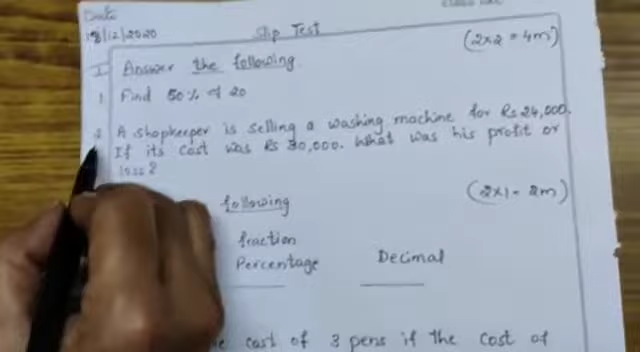 Date
18/12/2020
Slip Test
(2x2 = 4m)
I Answer the following.
1. Find 50% of 20
2. A shopkeeper is selling a washing machine for Rs 24,000.
If its cost was Rs 30,000. What was his profit or
loss?
following (2x1 = 2m)
fraction
Percentage Decimal
cost of 3 pens if the cost of